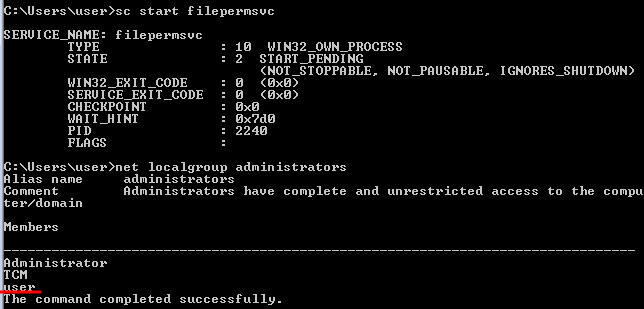 C:\Users\user>sc start filepermsvc
SERVICE_NAME: filepermsvc
TYPE : 10 WIN32_OWN_PROCESS
STATE : 2 START_PENDING
(NOT_STOPPABLE, NOT_PAUSABLE, IGNORES_SHUTDOWN)
WIN32_EXIT_CODE : 0 (0x0)
SERVICE_EXIT_CODE : 0 (0x0)
CHECKPOINT : 0x0
WAIT_HINT : 0x7d0
PID : 2240
FLAGS :
C:\Users\user>net localgroup administrators
Alias name administrators
Comment Administrators have complete and unrestricted access to the compu
ter/domain
Members
-------------------------------------------------------------------------------
Administrator
TCM
user
The command completed successfully.